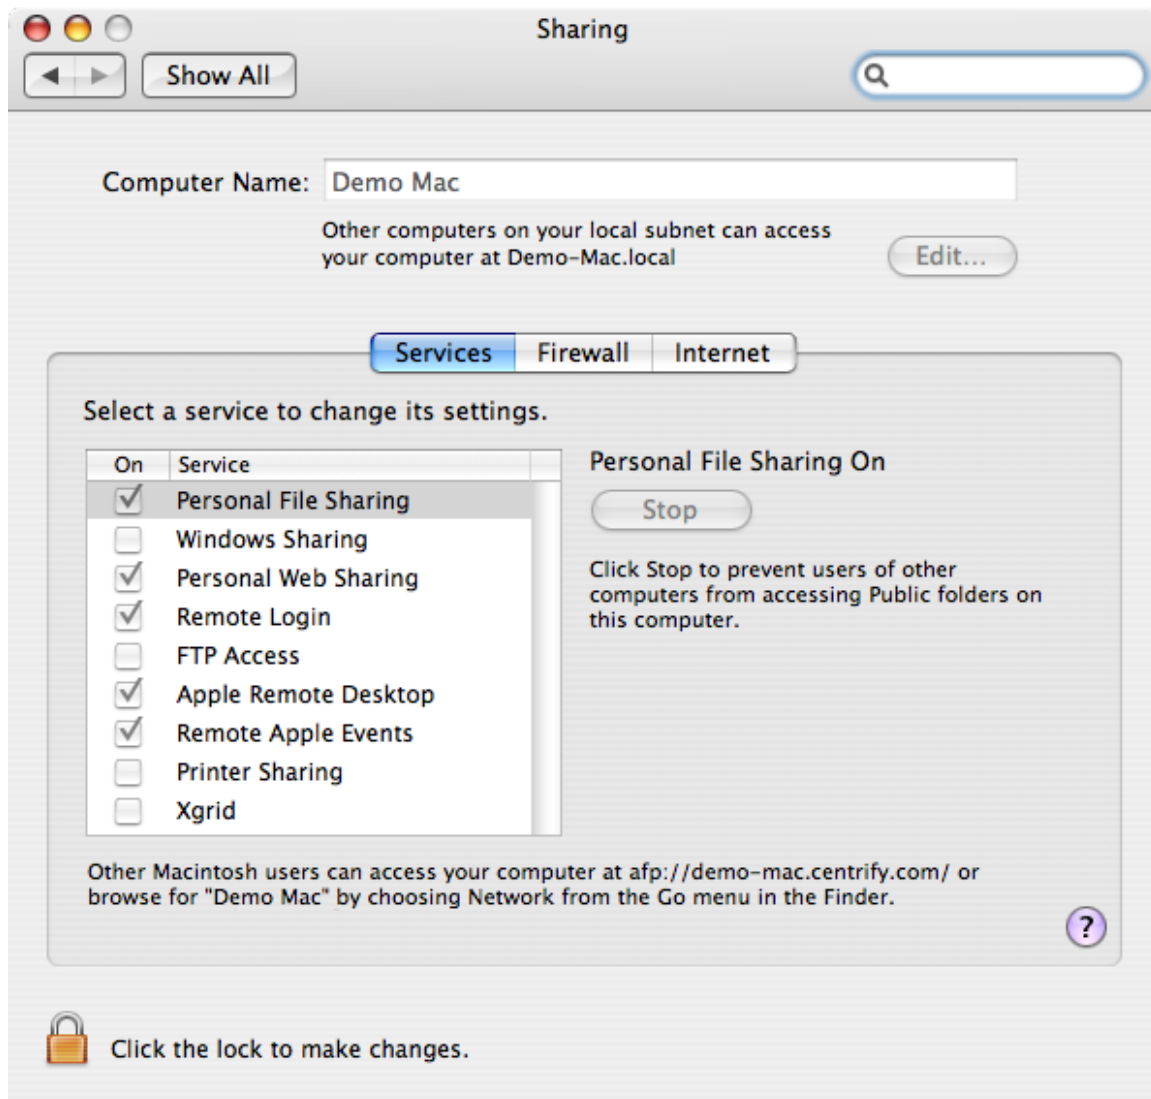 Sharing
Show All
Computer Name: Demo Mac
Other computers on your local subnet can access
your computer at Demo-Mac.local
Edit...
Services Firewall Internet
Select a service to change its settings.
On Service
Personal File Sharing
Windows Sharing
Personal Web Sharing
Remote Login
FTP Access
Apple Remote Desktop
Remote Apple Events
Printer Sharing
Xgrid
Personal File Sharing On
Stop
Click Stop to prevent users of other
computers from accessing Public folders on
this computer.
Other Macintosh users can access your computer at afp://demo-mac.centrify.com/ or
browse for "Demo Mac" by choosing Network from the Go menu in the Finder.
?
Click the lock to make changes.